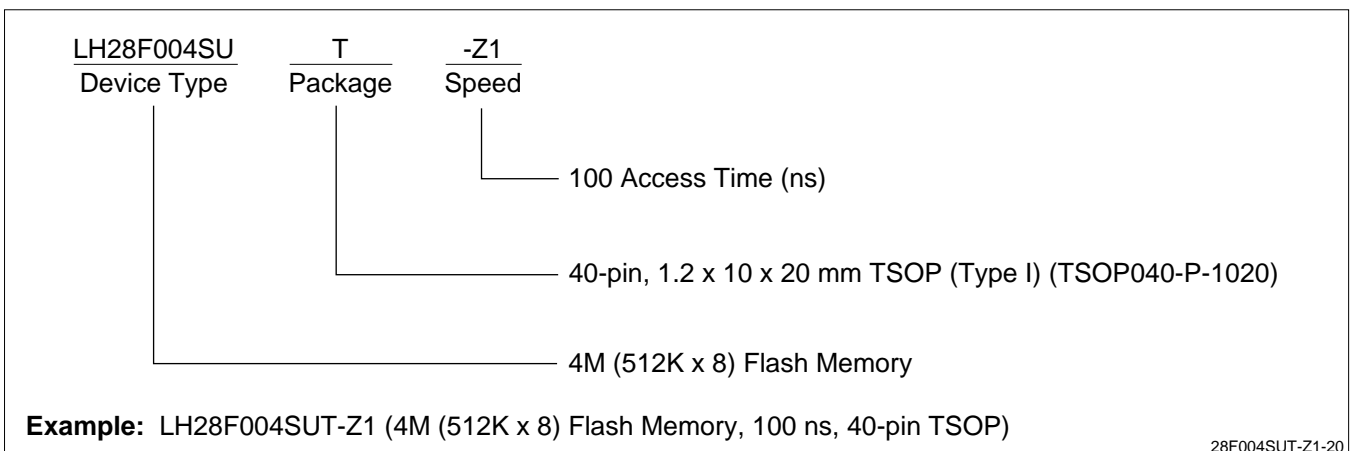 LH28F004SU T -Z1
Device Type Package Speed
100 Access Time (ns)
40-pin, 1.2 x 10 x 20 mm TSOP (Type I) (TSOP040-P-1020)
4M (512K x 8) Flash Memory
Example: LH28F004SUT-Z1 (4M (512K x 8) Flash Memory, 100 ns, 40-pin TSOP)
28F004SUT-Z1-20